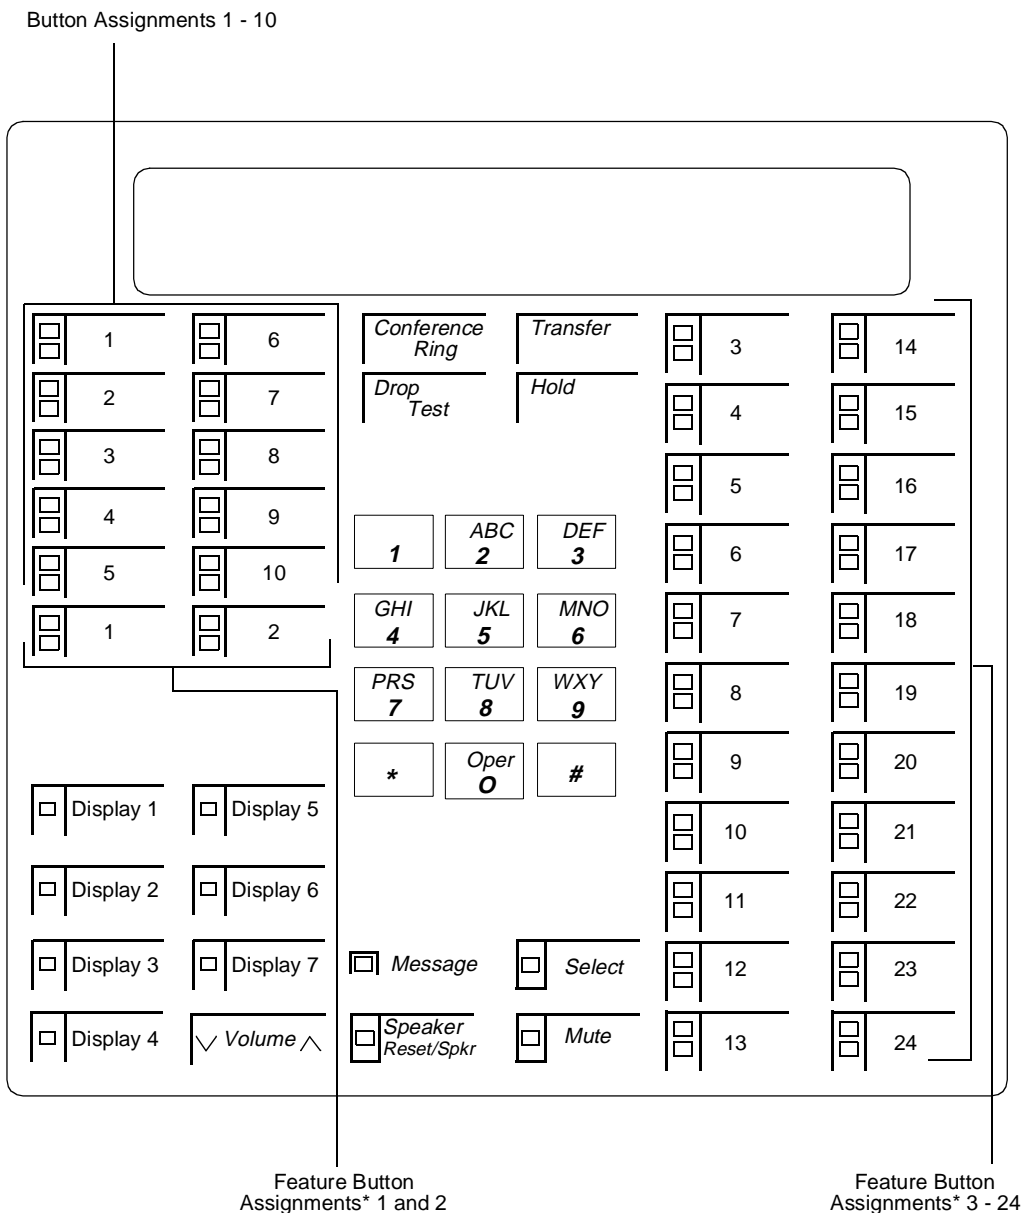 Button Assignments 1 - 10
1
6
2
7
3
8
4
9
5
10
1
2
Conference
Ring
Transfer
Drop
Test
Hold
1
ABC
2
DEF
3
GHI
4
JKL
5
MNO
6
PRS
7
TUV
8
WXY
9
*
Oper
O
#
Display 1
Display 5
Display 2
Display 6
Display 3
Display 7
Display 4
Volume
Message
Select
Speaker
Reset/Spkr
Mute
3
14
4
15
5
16
6
17
7
18
8
19
9
20
10
21
11
22
12
23
13
24
Feature Button
Assignments* 1 and 2
Feature Button
Assignments* 3 - 24